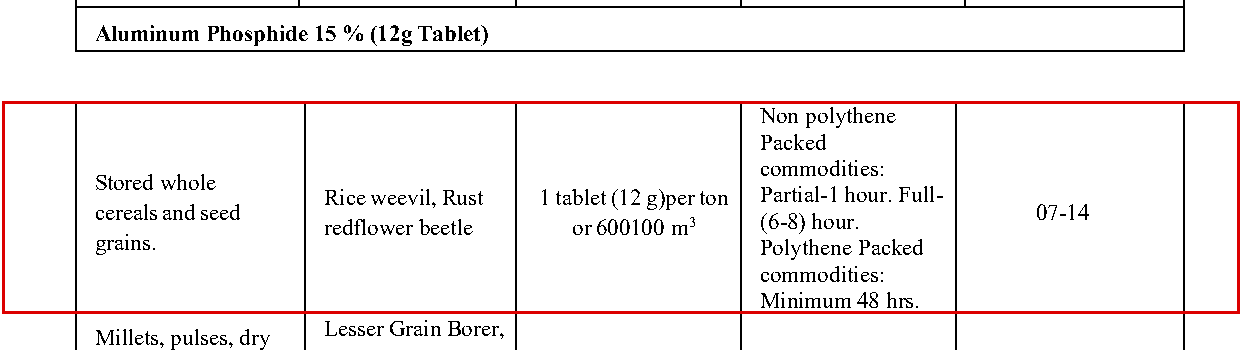 Aluminum Phosphide 15 % (12g Tablet)
Stored whole
cereals and seed
grains.
Rice weevil, Rust
redflower beetle
1 tablet (12 g)per ton
or 600100 m³
Non polythene
Packed
commodities:
Partial-1 hour. Full-
(6-8) hour.
Polythene Packed
commodities:
Minimum 48 hrs.
07-14
Millets, pulses, dry
Lesser Grain Borer,